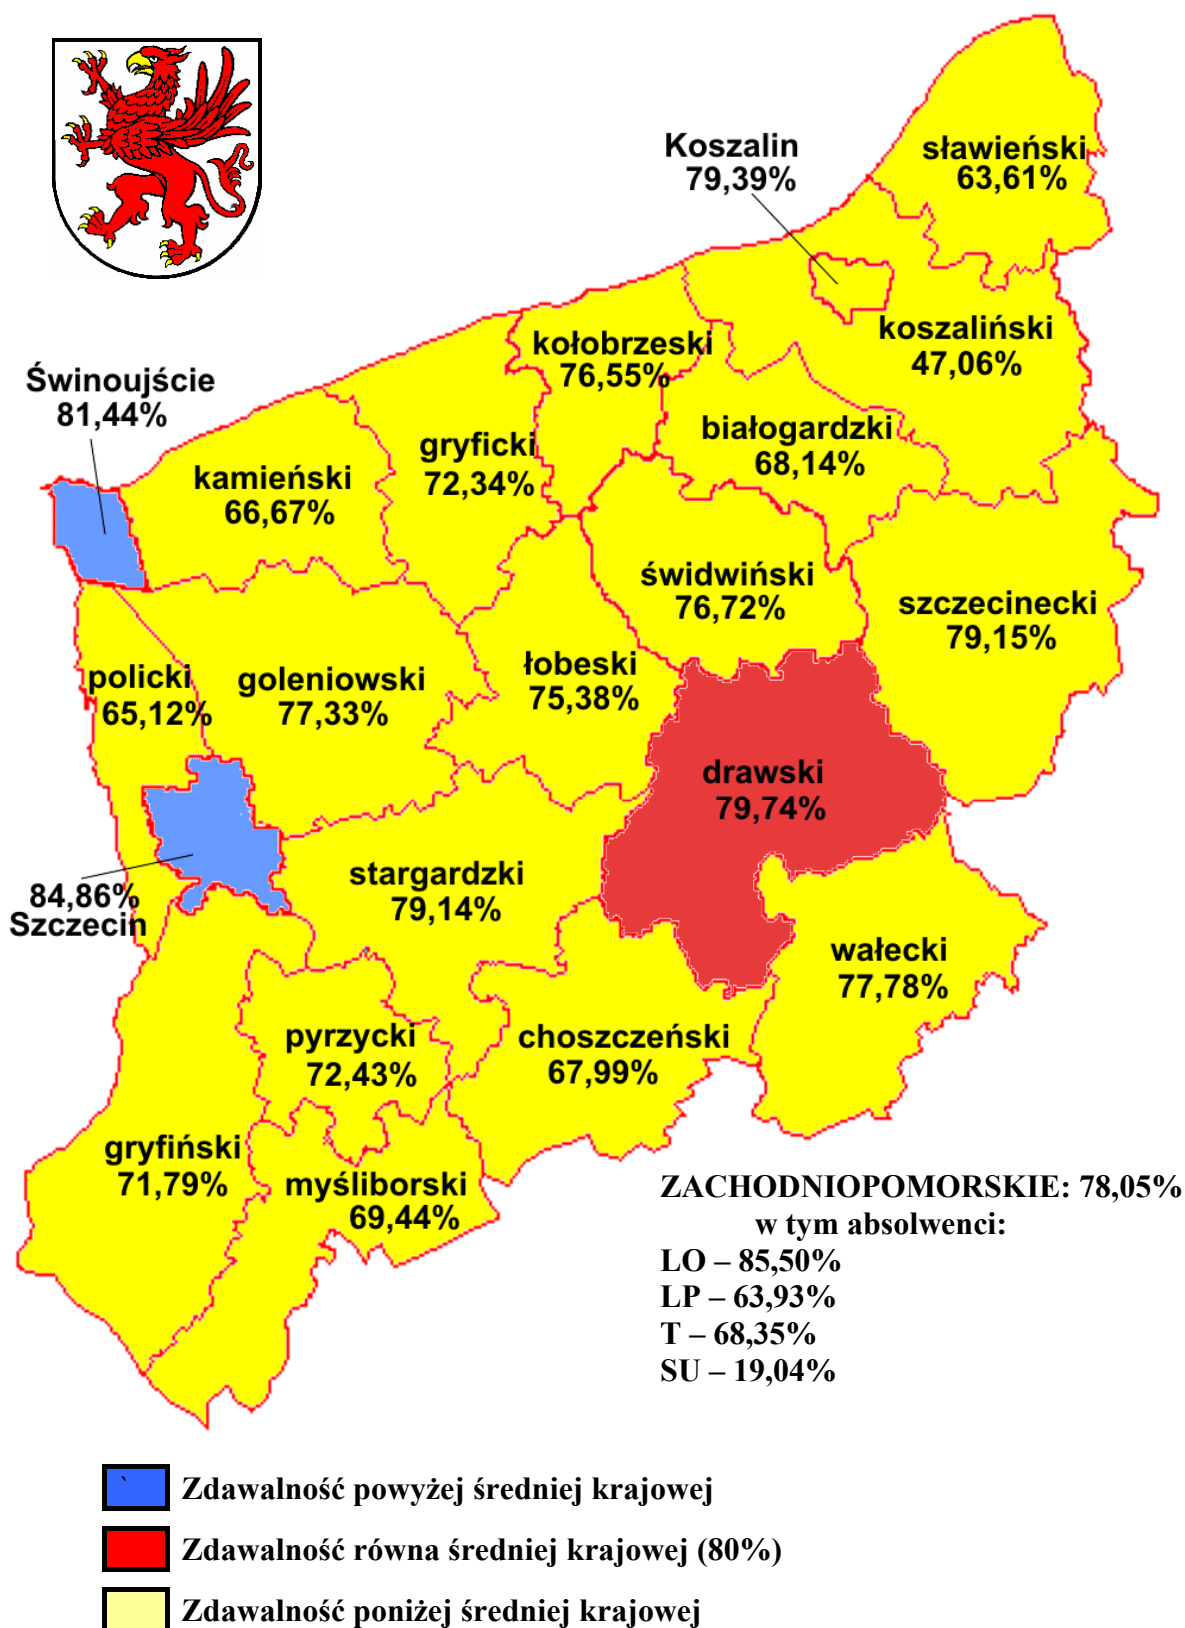 Koszalin
79,39%
sławieński
63,61%
koszaliński
47,06%
kołobrzeski
76,55%
Świnoujście
81,44%
białogardzki
68,14%
gryficki
72,34%
kamieński
66,67%
świdwiński
76,72%
szczecinecki
79,15%
łobeski
75,38%
policki
65,12%
goleniowski
77,33%
drawski
79,74%
stargardzki
79,14%
84,86%
Szczecin
wałecki
77,78%
pyrzycki
72,43%
choszczeński
67,99%
gryfiński
71,79%
myśliborski
69,44%
ZACHODNIOPOMORSKIE: 78,05%
w tym absolwenci:
LO – 85,50%
LP – 63,93%
T – 68,35%
SU – 19,04%
` Zdawalność powyżej średniej krajowej
Zdawalność równa średniej krajowej (80%)
Zdawalność poniżej średniej krajowej